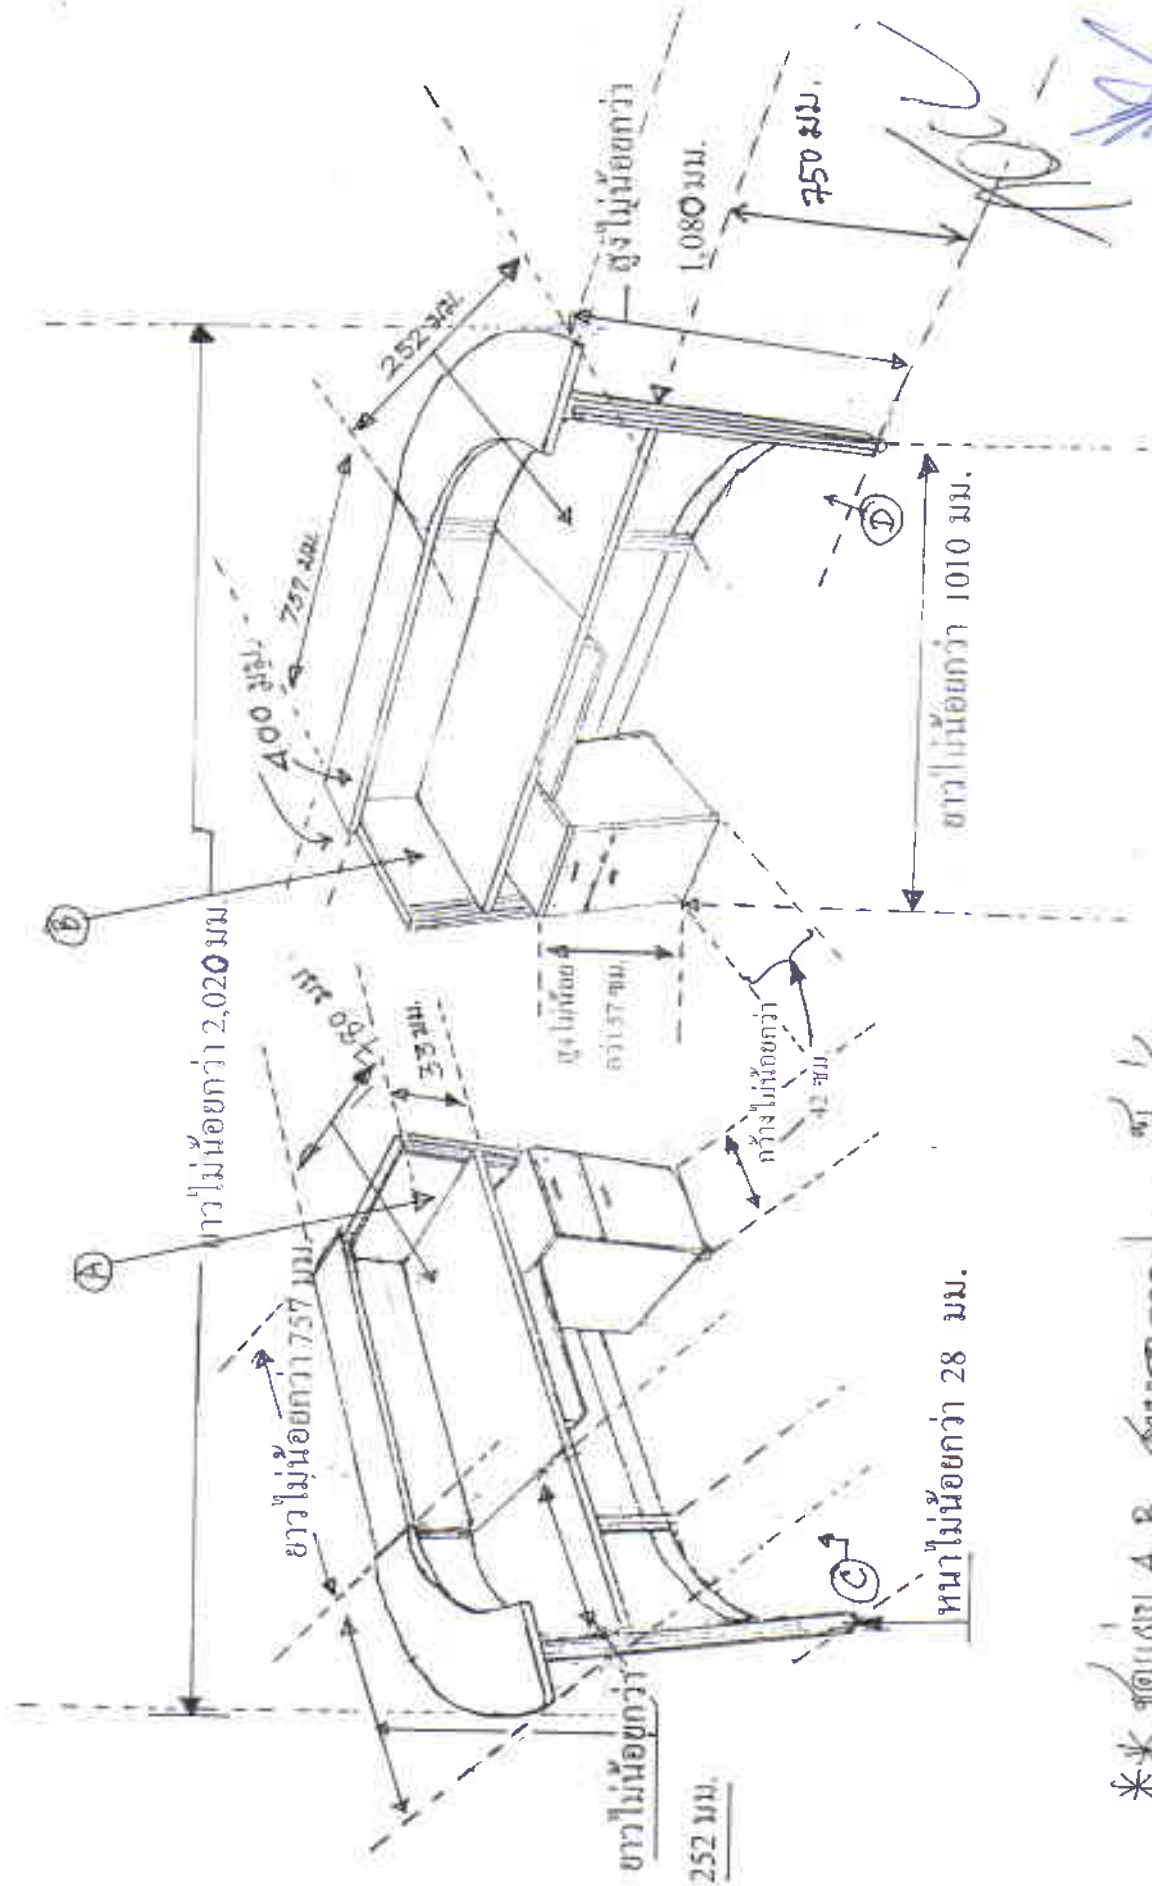 B
ยาวไม่น้อยกว่า 2,020 มม
A
ยาวไม่น้อยกว่า 757 มม.
660 มม
33 มม.
400 มม.
757 มม.
252 มม.
สูงไม่น้อยกว่า
1,080 มม.
750 มม.
สูงไม่น้อย
กว่า 57 ซม.
กว้างไม่น้อยกว่า
42 ซม
D
ยาวไม่น้อยกว่า 1010 มม.
C
หนาไม่น้อยกว่า 28 มม.
ยาวไม่น้อยกว่า
252 มม.
** A B